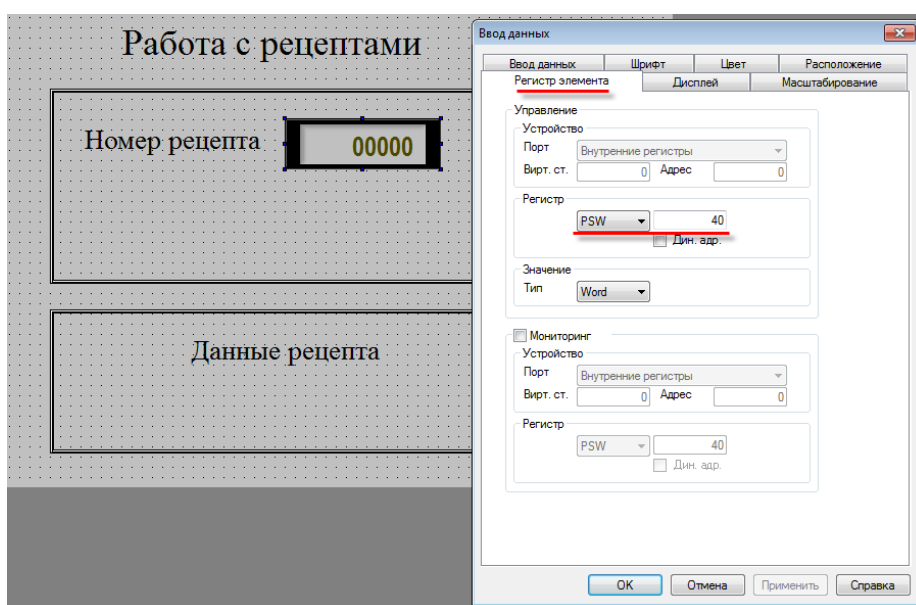 Работа с рецептами
Номер рецепта 00000
Данные рецепта
Ввод данных
Ввод данных Шрифт Цвет Расположение
Регистр элемента Дисплей Масштабирование
Управление
Устройство
Порт Внутренние регистры
Вирт. ст. 0 Адрес 0
Регистр
PSW 40
Дин. адр.
Значение
Тип Word
Мониторинг
Устройство
Порт Внутренние регистры
Вирт. ст. 0 Адрес 0
Регистр
PSW 40
Дин. адр.
OK Отмена Применить Справка